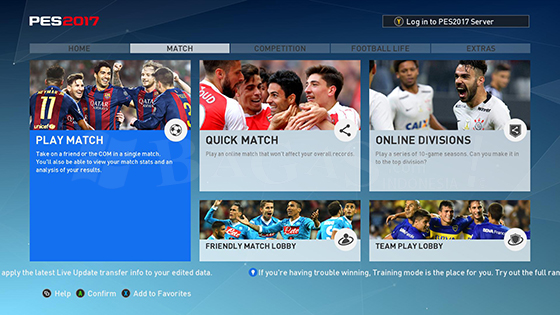 PES2017
Log in to PES2017 Server
HOME
MATCH
COMPETITION
FOOTBALL LIFE
EXTRAS
NEYMAR JR
11
unicef
QATAR
AIRWAYS
PLAY MATCH
Take on a friend or the COM in a single match.
You'll also be able to view your match stats and an
analysis of your results.
QUICK MATCH
Play an online match that won't affect your overall records.
ONLINE DIVISIONS
Play a series of 10-game seasons. Can you make it in
to the top division?
FRIENDLY MATCH LOBBY
TEAM PLAY LOBBY
apply the latest Live Update transfer info to your edited data.
If you're having trouble winning, Training mode is the place for you. Try out the full ran
Help
Confirm
Add to Favorites